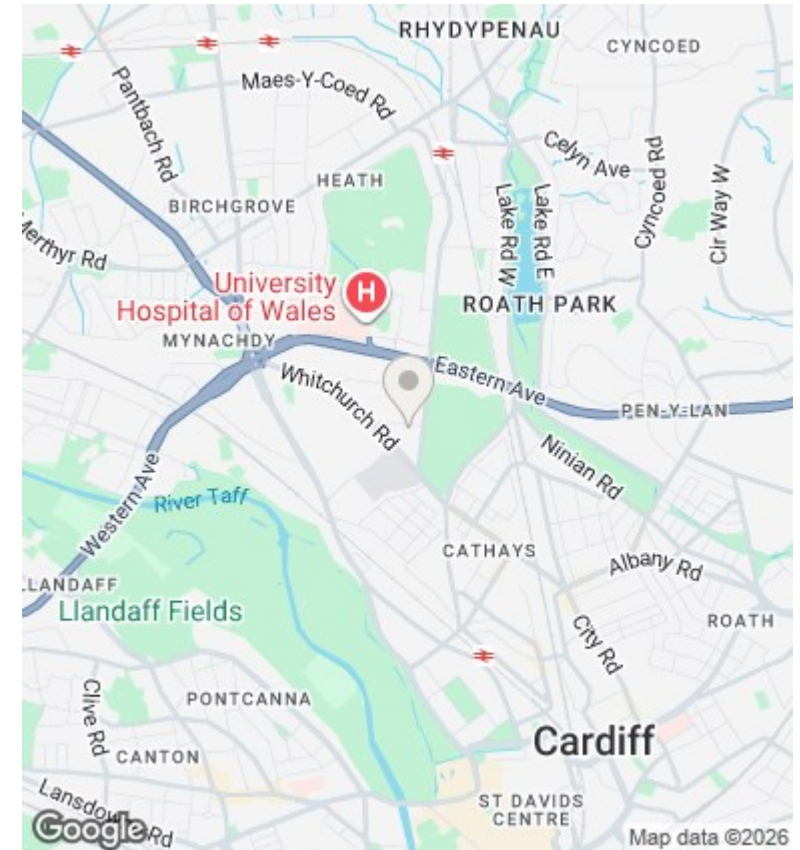 RHYDYPENAU
CYNCOED
Maes-Y-Coed Rd
Pantbach Rd
Celyn Ave
Cyncoed Rd
Cir Way W
HEATH
BIRCHGROVE
Lake Rd W
Lake Rd E
Merthyr Rd
University
Hospital of Wales
H
ROATH PARK
MYNACHDY
Eastern Ave
Whitchurch Rd
PEN-Y-LAN
Ninian Rd
Western Ave
River Taff
CATHAYS
Albany Rd
LLANDAFF
Llandaff Fields
ROATH
City Rd
Clive Rd
PONTCANNA
CANTON
Cardiff
ST DAVIDS
CENTRE
Rd
Google
Map data ©2026